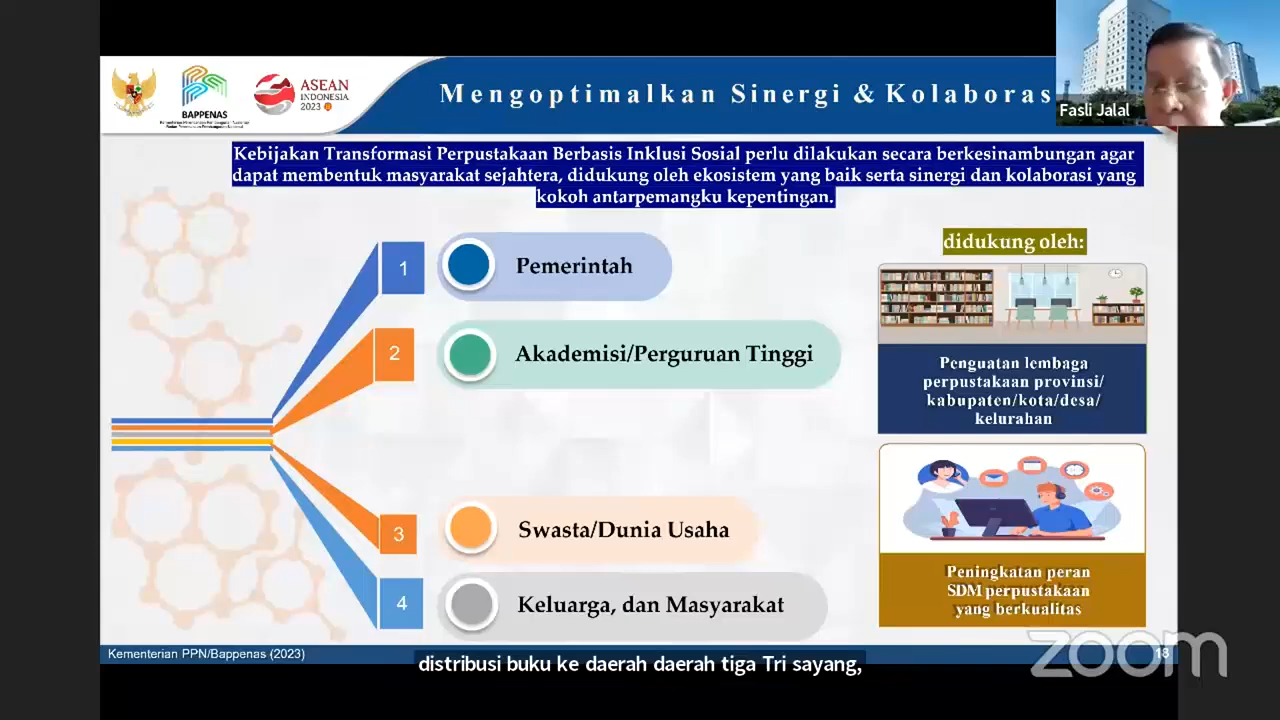 Mengoptimalkan Sinergi & Kolaboras
BAPPENAS
ASEAN
INDONESIA
2023
Fasli Jalal
Kebijakan Transformasi Perpustakaan Berbasis Inklusi Sosial perlu dilakukan secara berkesinambungan agar
dapat membentuk masyarakat sejahtera, didukung oleh ekosistem yang baik serta sinergi dan kolaborasi yang
kokoh antarpemangku kepentingan.
didukung oleh:
1
Pemerintah
2
Akademisi/Perguruan Tinggi
3
Swasta/Dunia Usaha
4
Keluarga, dan Masyarakat
Penguatan lembaga
perpustakaan provinsi/
kabupaten/kota/desa/
kelurahan
Peningkatan peran
SDM perpustakaan
yang berkualitas
Kementerian PPN/Bappenas (2023)
18
zoom
distribusi buku ke daerah daerah tiga Tri sayang,